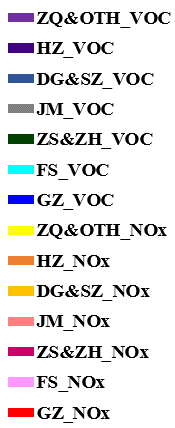 ZQ&OTH_VOC
HZ_VOC
DG&SZ_VOC
JM_VOC
ZS&ZH_VOC
FS_VOC
GZ_VOC
ZQ&OTH_NOx
HZ_NOx
DG&SZ_NOx
JM_NOx
ZS&ZH_NOx
FS_NOx
GZ_NOx